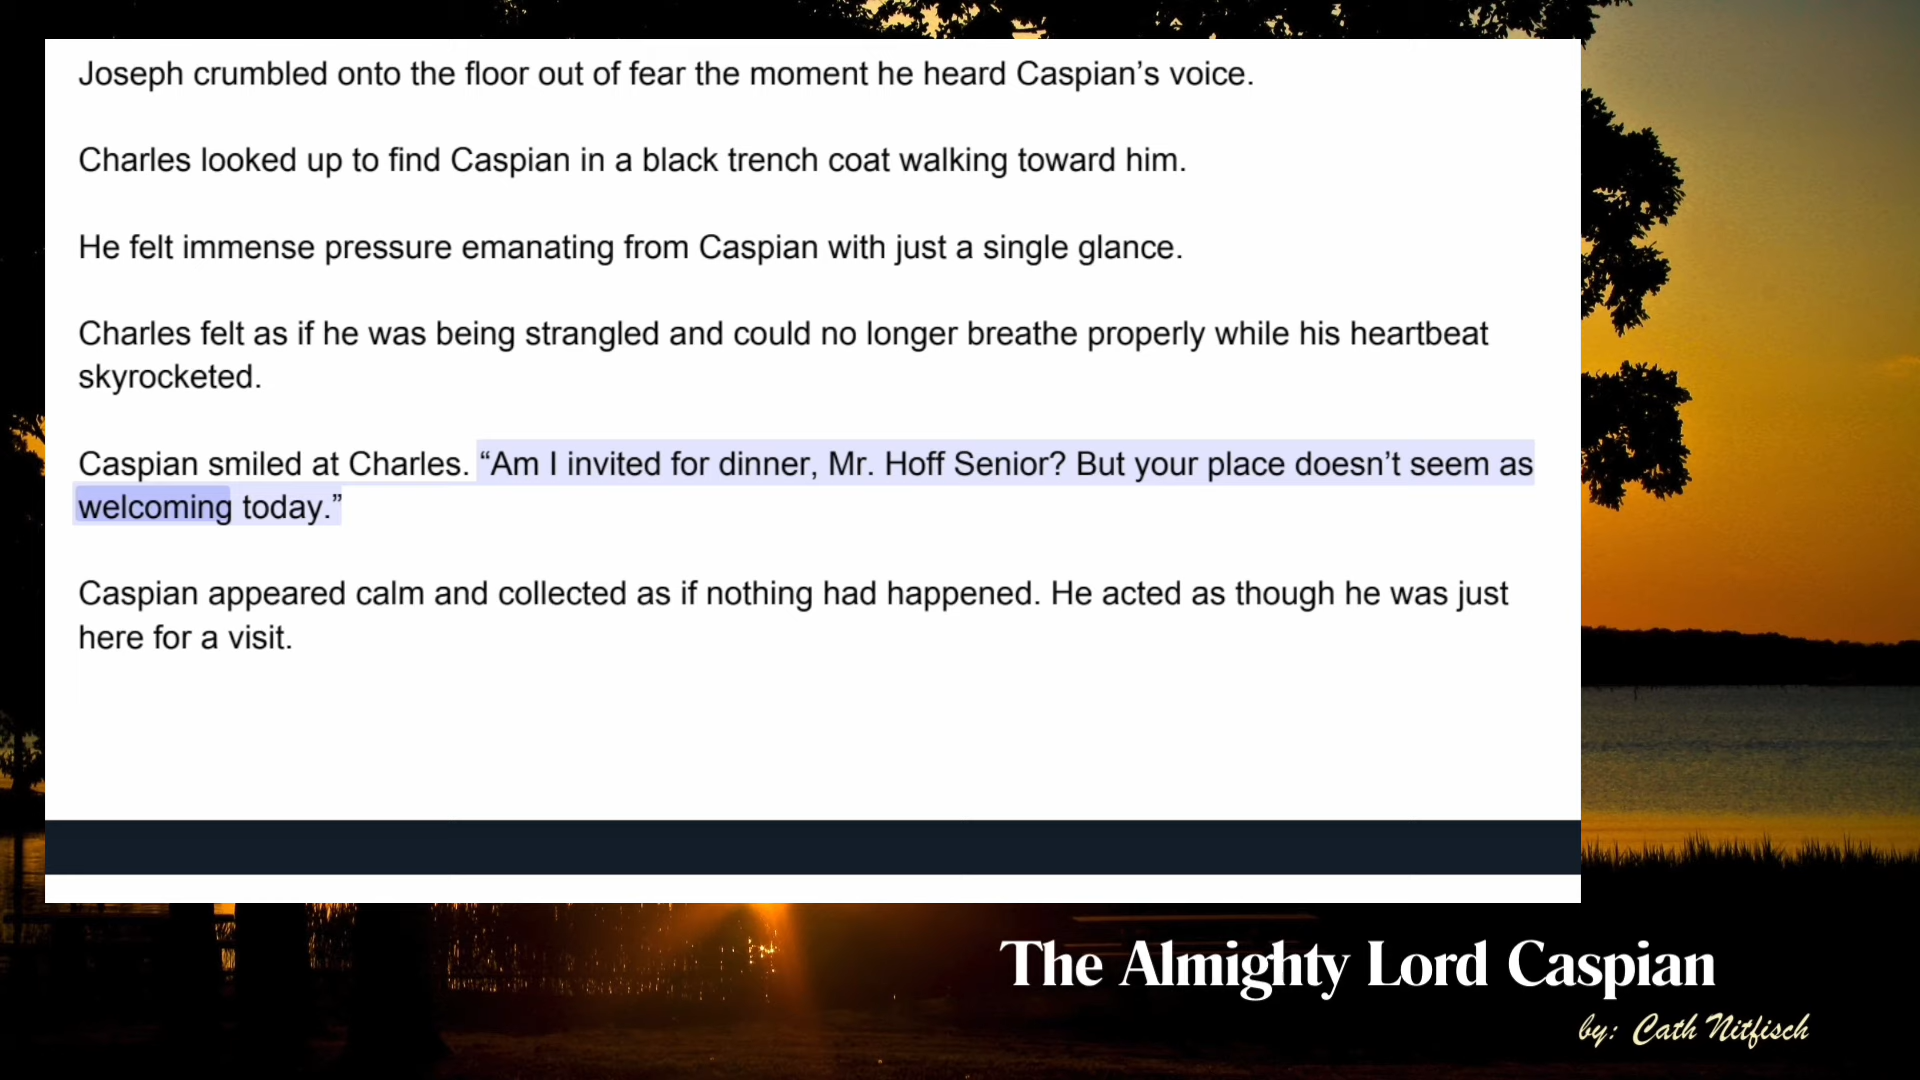 Joseph crumbled onto the floor out of fear the moment he heard Caspian’s voice.
Charles looked up to find Caspian in a black trench coat walking toward him.
He felt immense pressure emanating from Caspian with just a single glance.
Charles felt as if he was being strangled and could no longer breathe properly while his heartbeat
skyrocketed.
Caspian smiled at Charles. “Am I invited for dinner, Mr. Hoff Senior? But your place doesn’t seem as
welcoming today.”
Caspian appeared calm and collected as if nothing had happened. He acted as though he was just
here for a visit.
The Almighty Lord Caspian
by: Cath Nitfisch